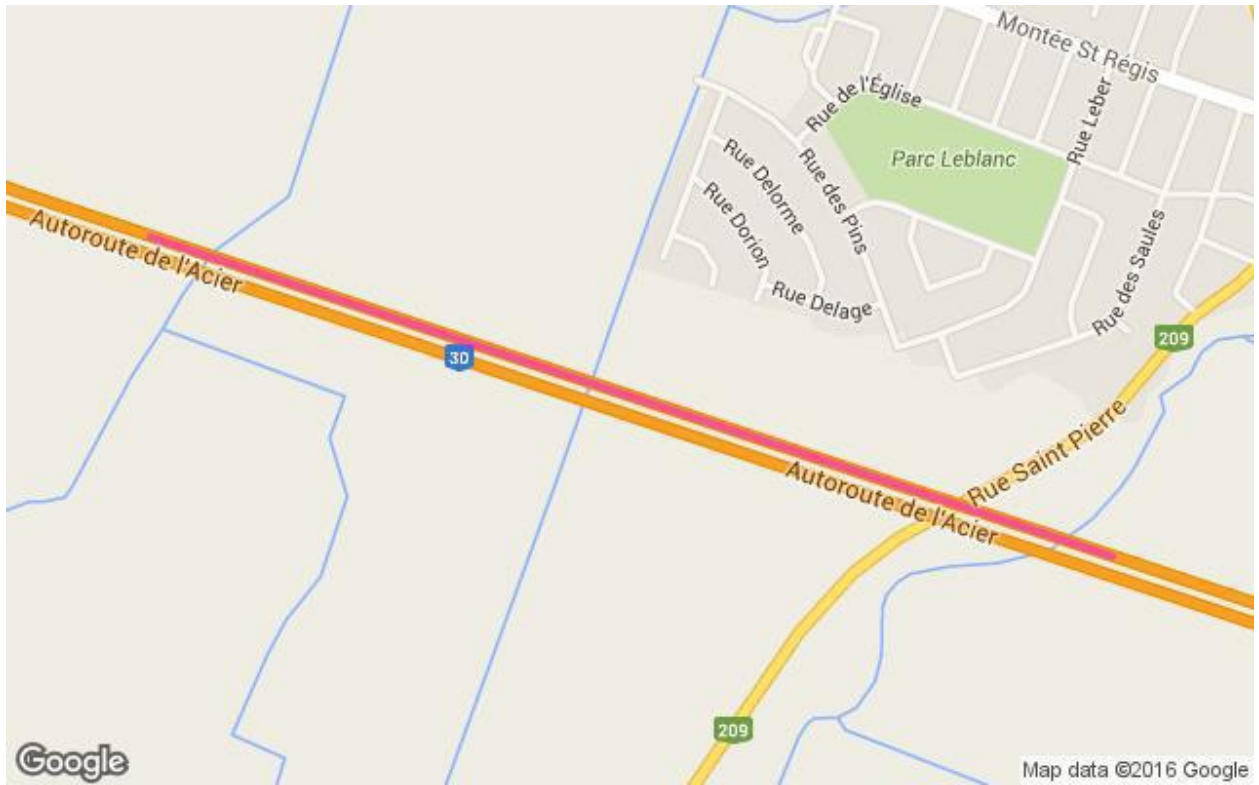 Montée St Régis
Rue de l'Église
Rue Leber
Parc Leblanc
Rue Delorme
Rue des Pins
Rue Dorion
Rue des Saules
Autoroute de l'Acier
Rue Delage
209
30
Rue Saint Pierre
Autoroute de l'Acier
209
Google
Map data ©2016 Google